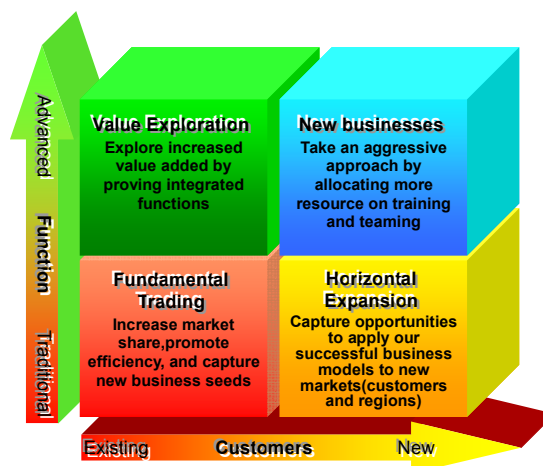 Value Exploration
Explore increased
value added by
proving integrated
functions
New businesses
Take an aggressive
approach by
allocating more
resource on training
and teaming
Fundamental
Trading
Increase market
share,promote
efficiency, and capture
new business seeds
Horizontal
Expansion
Capture opportunities
to apply our
successful business
models to new
markets(customers
and regions)
Advanced
Function
Traditional
Existing Customers New